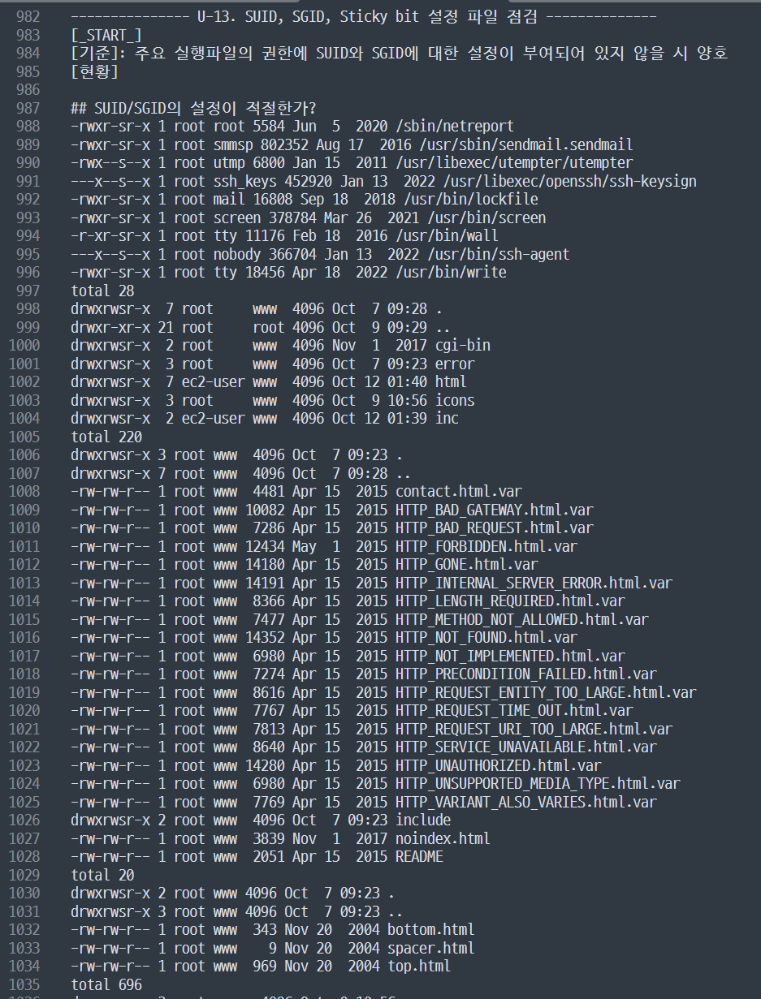 982 --------------- U-13. SUID, SGID, Sticky bit 설정 파일 점검 --------------
983 [_START_]
984 [기준]: 주요 실행파일의 권한에 SUID와 SGID에 대한 설정이 부여되어 있지 않을 시 양호
985 [현황]
986
987 ## SUID/SGID의 설정이 적절한가?
988 -rwxr-sr-x 1 root root 5584 Jun  5  2020 /sbin/netreport
989 -rwxr-sr-x 1 root smmsp 802352 Aug 17  2016 /usr/sbin/sendmail.sendmail
990 -rwx--s--x 1 root utmp 6800 Jan 15  2011 /usr/libexec/utempter/utempter
991 ---x--s--x 1 root ssh_keys 452920 Jan 13  2022 /usr/libexec/openssh/ssh-keysign
992 -rwxr-sr-x 1 root mail 16808 Sep 18  2018 /usr/bin/lockfile
993 -rwxr-sr-x 1 root screen 378784 Mar 26  2021 /usr/bin/screen
994 -r-xr-sr-x 1 root tty 11176 Feb 18  2016 /usr/bin/wall
995 ---x--s--x 1 root nobody 366704 Jan 13  2022 /usr/bin/ssh-agent
996 -rwxr-sr-x 1 root tty 18456 Apr 18  2022 /usr/bin/write
997 total 28
998 drwxrwsr-x  7 root     www  4096 Oct  7 09:28 .
999 drwxr-xr-x 21 root     root 4096 Oct  9 09:29 ..
1000 drwxrwsr-x  2 root     www  4096 Nov  1  2017 cgi-bin
1001 drwxrwsr-x  3 root     www  4096 Oct  7 09:23 error
1002 drwxrwsr-x  7 ec2-user www  4096 Oct 12 01:40 html
1003 drwxrwsr-x  3 root     www  4096 Oct  9 10:56 icons
1004 drwxrwsr-x  2 ec2-user www  4096 Oct 12 01:39 inc
1005 total 220
1006 drwxrwsr-x 3 root www  4096 Oct  7 09:23 .
1007 drwxrwsr-x 7 root www  4096 Oct  7 09:28 ..
1008 -rw-rw-r-- 1 root www  4481 Apr 15  2015 contact.html.var
1009 -rw-rw-r-- 1 root www 10082 Apr 15  2015 HTTP_BAD_GATEWAY.html.var
1010 -rw-rw-r-- 1 root www  7286 Apr 15  2015 HTTP_BAD_REQUEST.html.var
1011 -rw-rw-r-- 1 root www 12434 May  1  2015 HTTP_FORBIDDEN.html.var
1012 -rw-rw-r-- 1 root www 14180 Apr 15  2015 HTTP_GONE.html.var
1013 -rw-rw-r-- 1 root www 14191 Apr 15  2015 HTTP_INTERNAL_SERVER_ERROR.html.var
1014 -rw-rw-r-- 1 root www  8366 Apr 15  2015 HTTP_LENGTH_REQUIRED.html.var
1015 -rw-rw-r-- 1 root www  7477 Apr 15  2015 HTTP_METHOD_NOT_ALLOWED.html.var
1016 -rw-rw-r-- 1 root www 14352 Apr 15  2015 HTTP_NOT_FOUND.html.var
1017 -rw-rw-r-- 1 root www  6980 Apr 15  2015 HTTP_NOT_IMPLEMENTED.html.var
1018 -rw-rw-r-- 1 root www  7274 Apr 15  2015 HTTP_PRECONDITION_FAILED.html.var
1019 -rw-rw-r-- 1 root www  8616 Apr 15  2015 HTTP_REQUEST_ENTITY_TOO_LARGE.html.var
1020 -rw-rw-r-- 1 root www  7767 Apr 15  2015 HTTP_REQUEST_TIME_OUT.html.var
1021 -rw-rw-r-- 1 root www  7813 Apr 15  2015 HTTP_REQUEST_URI_TOO_LARGE.html.var
1022 -rw-rw-r-- 1 root www  8640 Apr 15  2015 HTTP_SERVICE_UNAVAILABLE.html.var
1023 -rw-rw-r-- 1 root www 14280 Apr 15  2015 HTTP_UNAUTHORIZED.html.var
1024 -rw-rw-r-- 1 root www  6980 Apr 15  2015 HTTP_UNSUPPORTED_MEDIA_TYPE.html.var
1025 -rw-rw-r-- 1 root www  7769 Apr 15  2015 HTTP_VARIANT_ALSO_VARIES.html.var
1026 drwxrwsr-x 2 root www  4096 Oct  7 09:23 include
1027 -rw-rw-r-- 1 root www  3839 Nov  1  2017 noindex.html
1028 -rw-rw-r-- 1 root www  2051 Apr 15  2015 README
1029 total 20
1030 drwxrwsr-x 2 root www 4096 Oct  7 09:23 .
1031 drwxrwsr-x 3 root www 4096 Oct  7 09:23 ..
1032 -rw-rw-r-- 1 root www  343 Nov 20  2004 bottom.html
1033 -rw-rw-r-- 1 root www    9 Nov 20  2004 spacer.html
1034 -rw-rw-r-- 1 root www  969 Nov 20  2004 top.html
1035 total 696